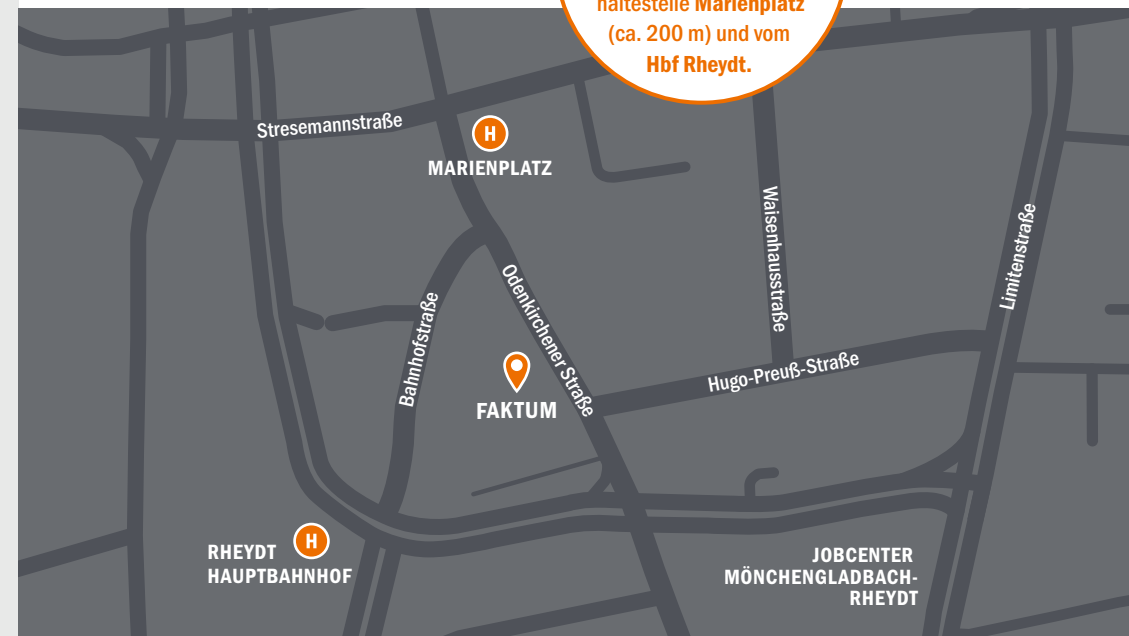 haltestelle Marienplatz
(ca. 200 m) und vom
Hbf Rheydt.
Stresemannstraße
H
MARIENPLATZ
Waisenhausstraße
Limitenstraße
Odenkirchener Straße
Bahnhofstraße
Hugo-Preuß-Straße
FAKTUM
H
RHEYDT
HAUPTBAHNHOF
JOBCENTER
MÖNCHENGLADBACH-
RHEYDT